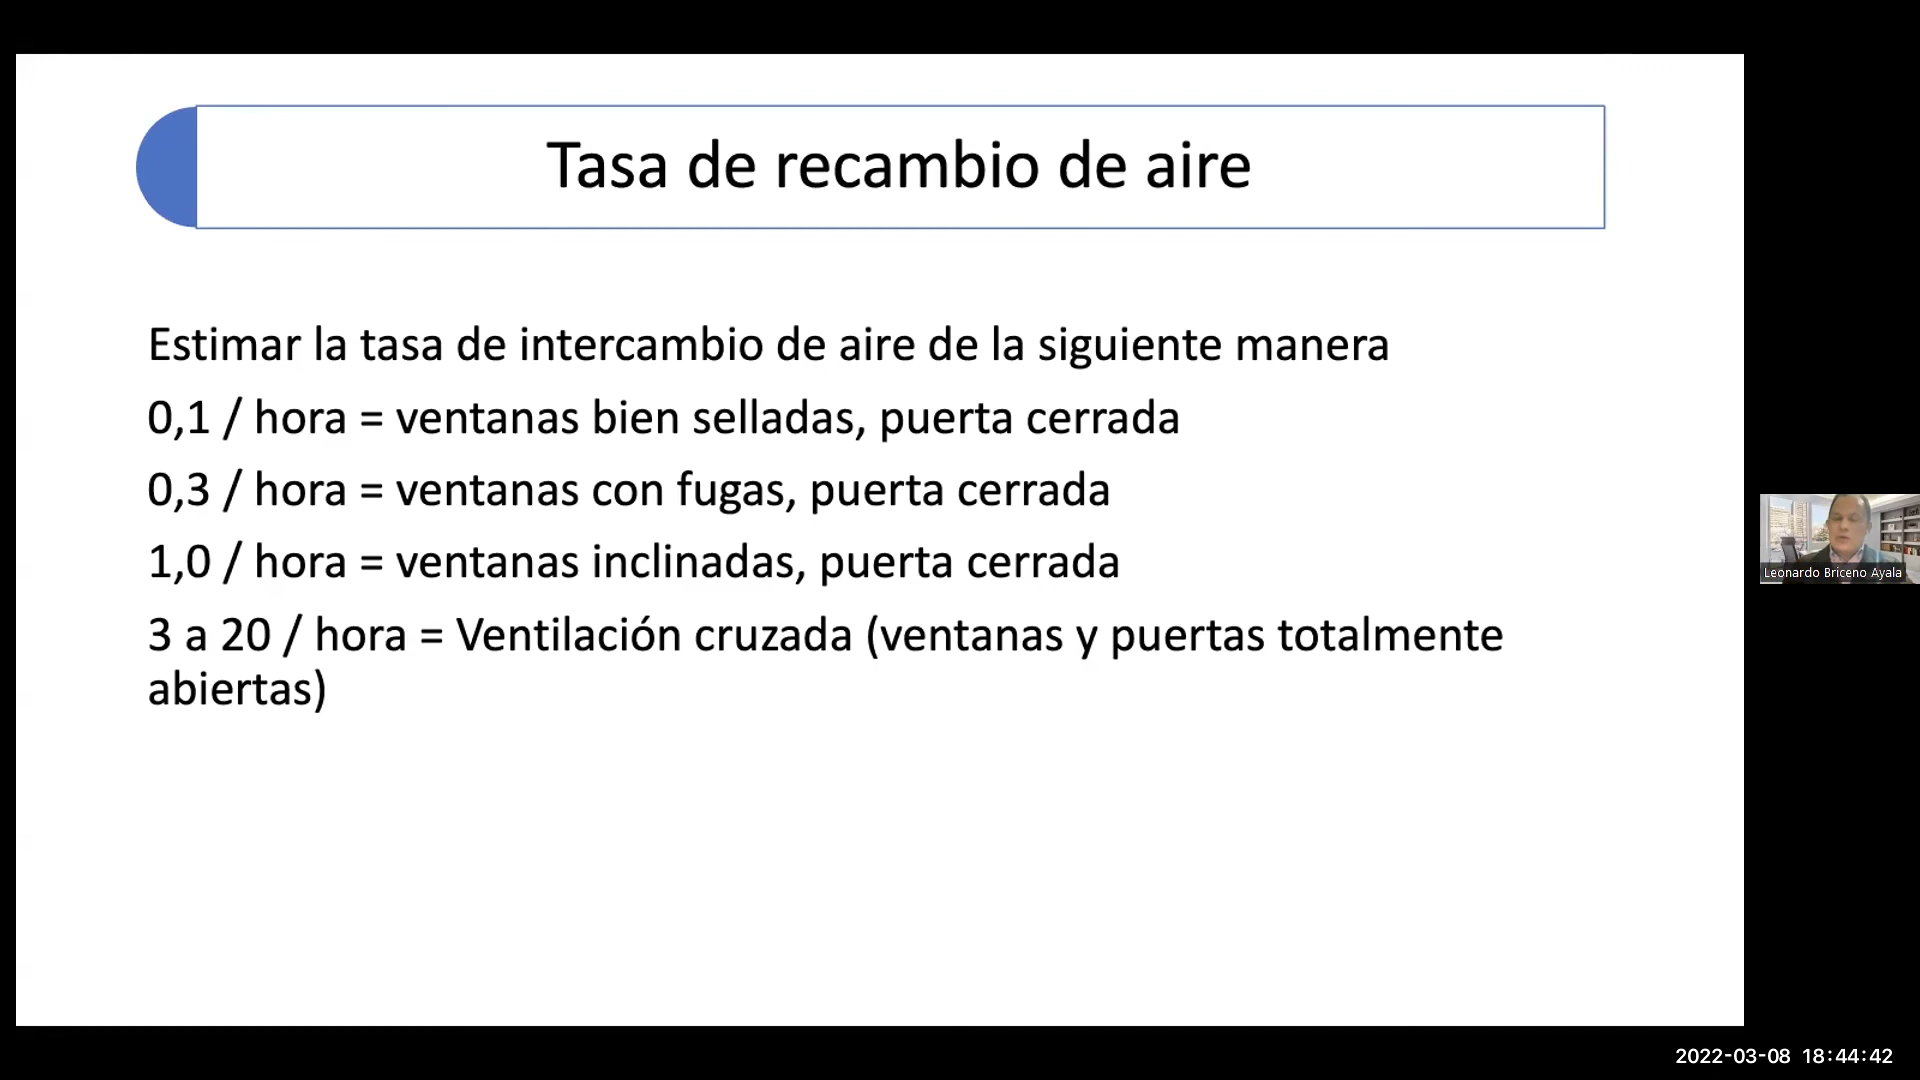 Tasa de recambio de aire
Estimar la tasa de intercambio de aire de la siguiente manera
0,1 / hora = ventanas bien selladas, puerta cerrada
0,3 / hora = ventanas con fugas, puerta cerrada
1,0 / hora = ventanas inclinadas, puerta cerrada
3 a 20 / hora = Ventilación cruzada (ventanas y puertas totalmente
abiertas)
Leonardo Briceno Ayala
2022-03-08 18:44:42